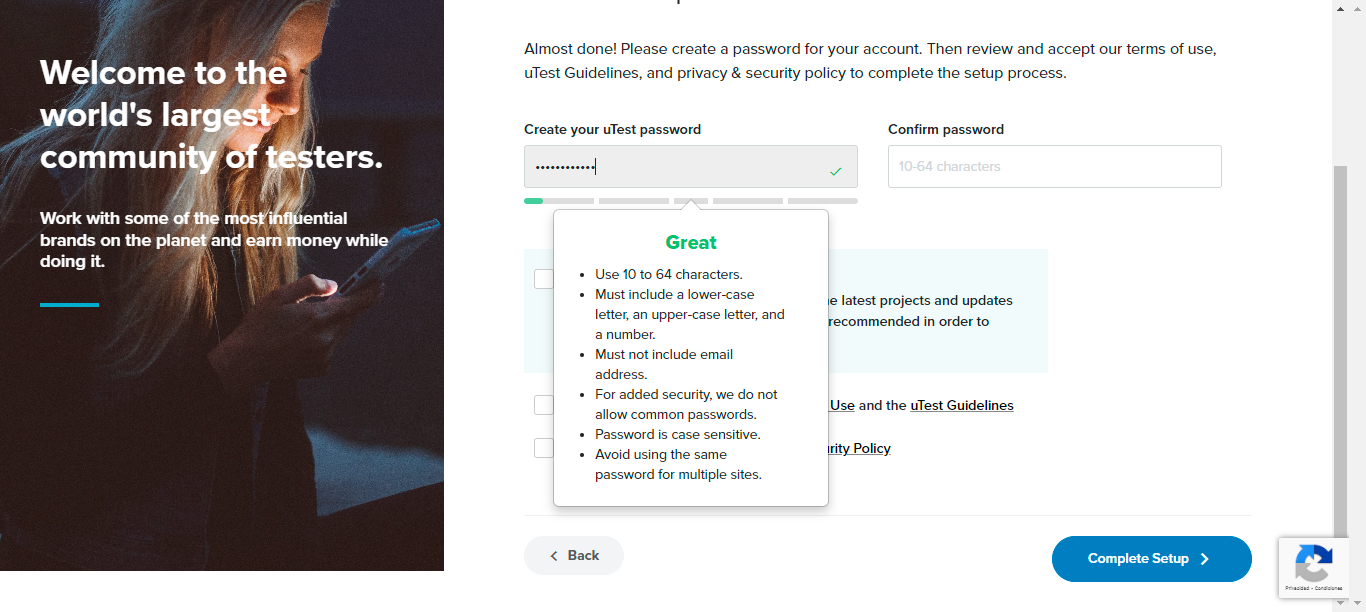 Welcome to the
world's largest
community of testers.
Work with some of the most influential
brands on the planet and earn money while
doing it.
Almost done! Please create a password for your account. Then review and accept our terms of use,
uTest Guidelines, and privacy & security policy to complete the setup process.
Create your uTest password
Confirm password
••••••••••••
10-64 characters
Great
• Use 10 to 64 characters.
• Must include a lower-case
letter, an upper-case letter, and
a number.
• Must not include email
address.
• For added security, we do not
allow common passwords.
• Password is case sensitive.
• Avoid using the same
password for multiple sites.
latest projects and updates
recommended in order to
Use and the uTest Guidelines
Policy
Back
Complete Setup
Privacidad - Condiciones